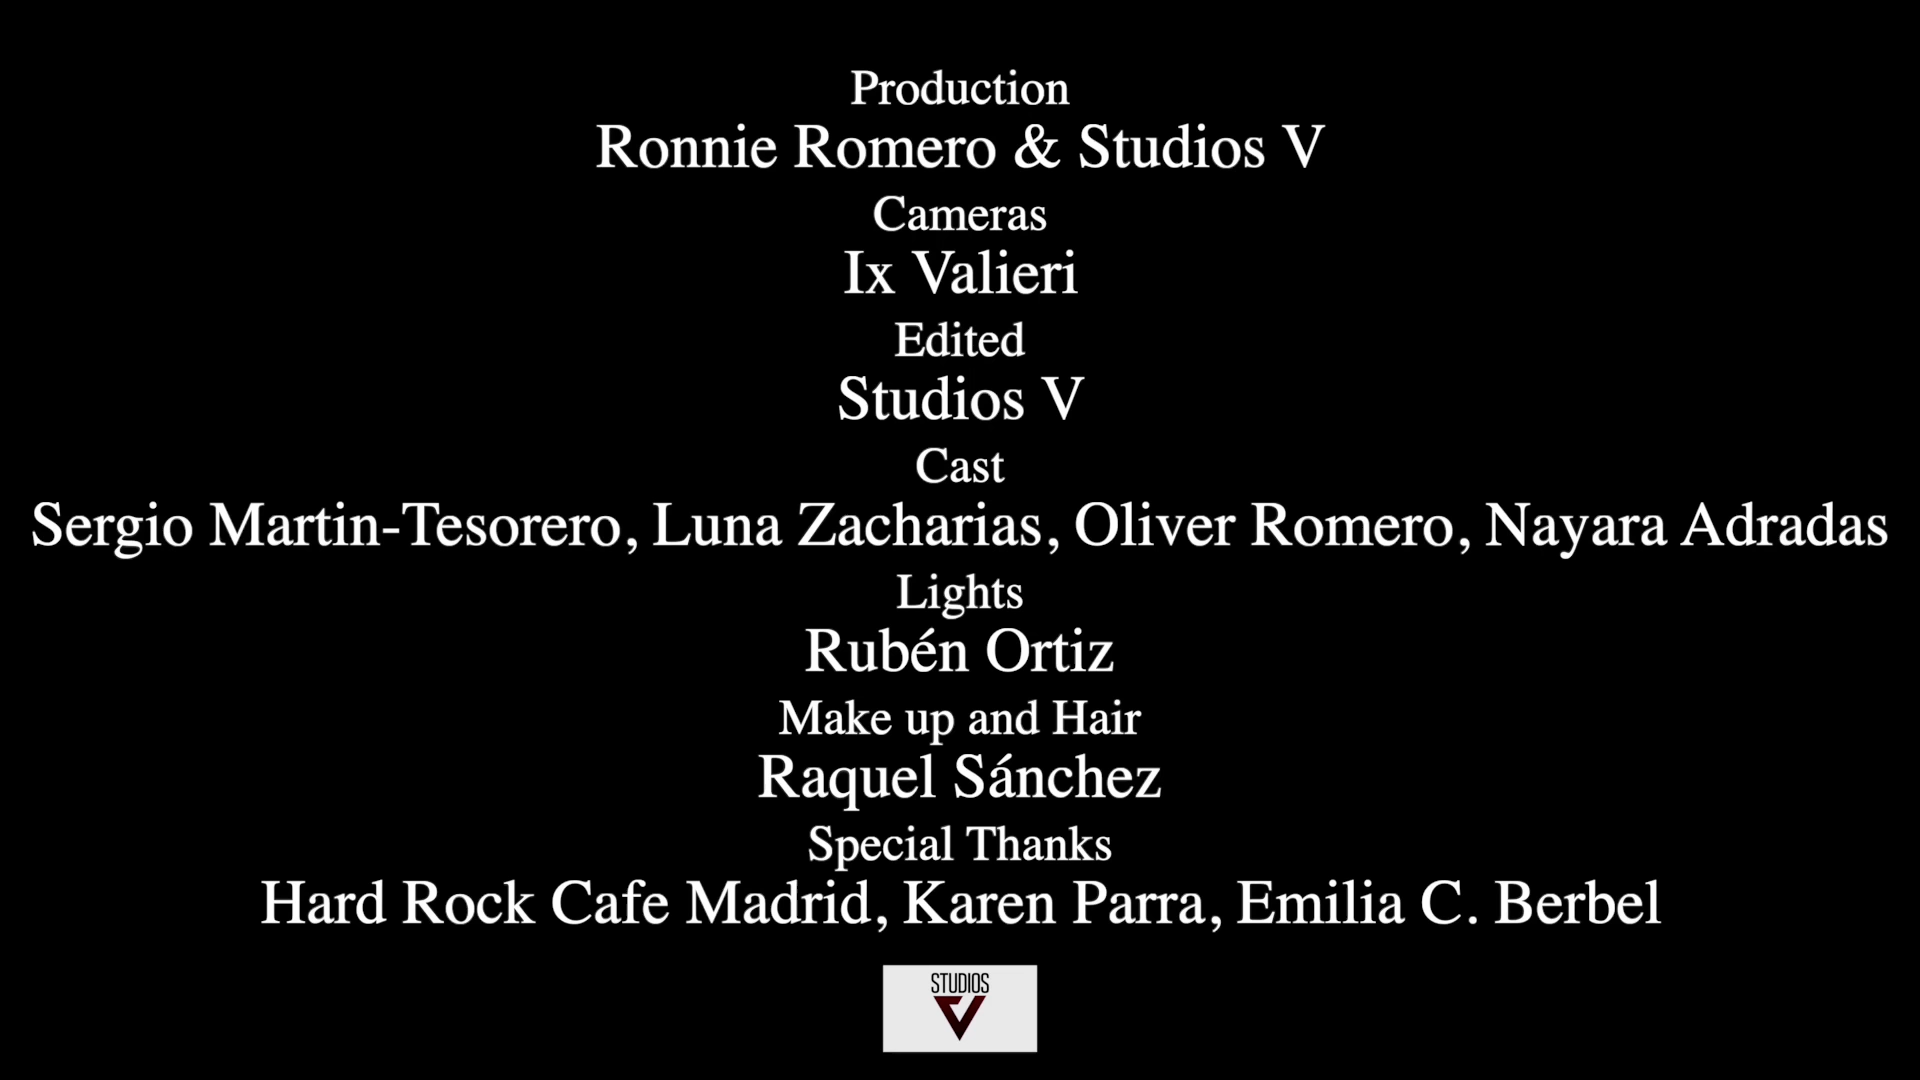 Production
Ronnie Romero & Studios V
Cameras
Ix Valieri
Edited
Studios V
Cast
Sergio Martin-Tesorero, Luna Zacharias, Oliver Romero, Nayara Adradas
Lights
Rubén Ortiz
Make up and Hair
Raquel Sánchez
Special Thanks
Hard Rock Cafe Madrid, Karen Parra, Emilia C. Berbel
STUDIOS
V